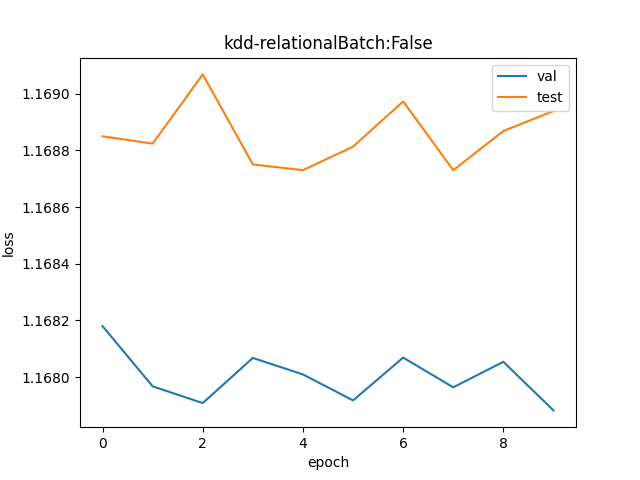 kdd-relationalBatch:False
val
test
1.1690
1.1688
1.1686
1.1684
1.1682
1.1680
loss
0 2 4 6 8
epoch